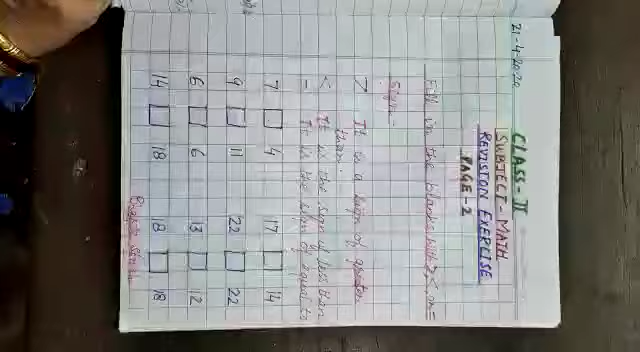 21-4-2020
CLASS-II
SUBJECT-MATH
REVISION EXERCISE
PAGE-2
Fill in the blanks with >, < or =
Sign-
> It is a sign of greater than.
< It is the sign of less than
= It is the sign of equal to
7 □ 4 17 □ 14
9 □ 11 22 □ 22
6 □ 6 13 □ 12
14 □ 18 18 □ 18